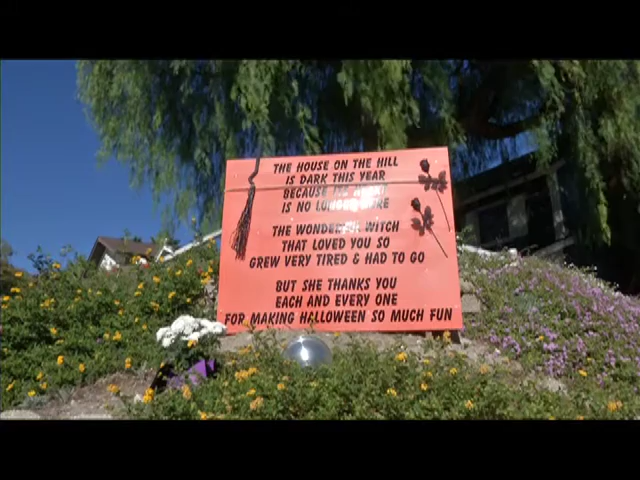 THE HOUSE ON THE HILL
IS DARK THIS YEAR
BECAUSE
IS NO LONGER HERE
THE WONDERFUL WITCH
THAT LOVED YOU SO
GREW VERY TIRED & HAD TO GO
BUT SHE THANKS YOU
EACH AND EVERY ONE
FOR MAKING HALLOWEEN SO MUCH FUN